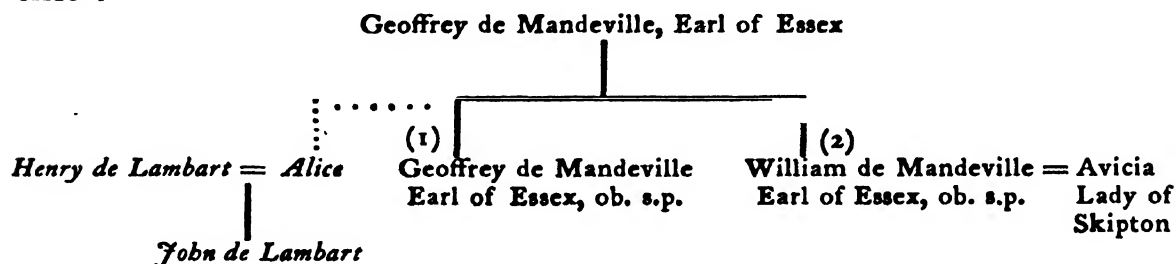 Geoffrey de Mandeville, Earl of Essex
(1) (2)
Henry de Lambart = Alice Geoffrey de Mandeville William de Mandeville = Avicia
Earl of Essex, ob. s.p. Earl of Essex, ob. s.p. Lady of
Skipton
John de Lambart